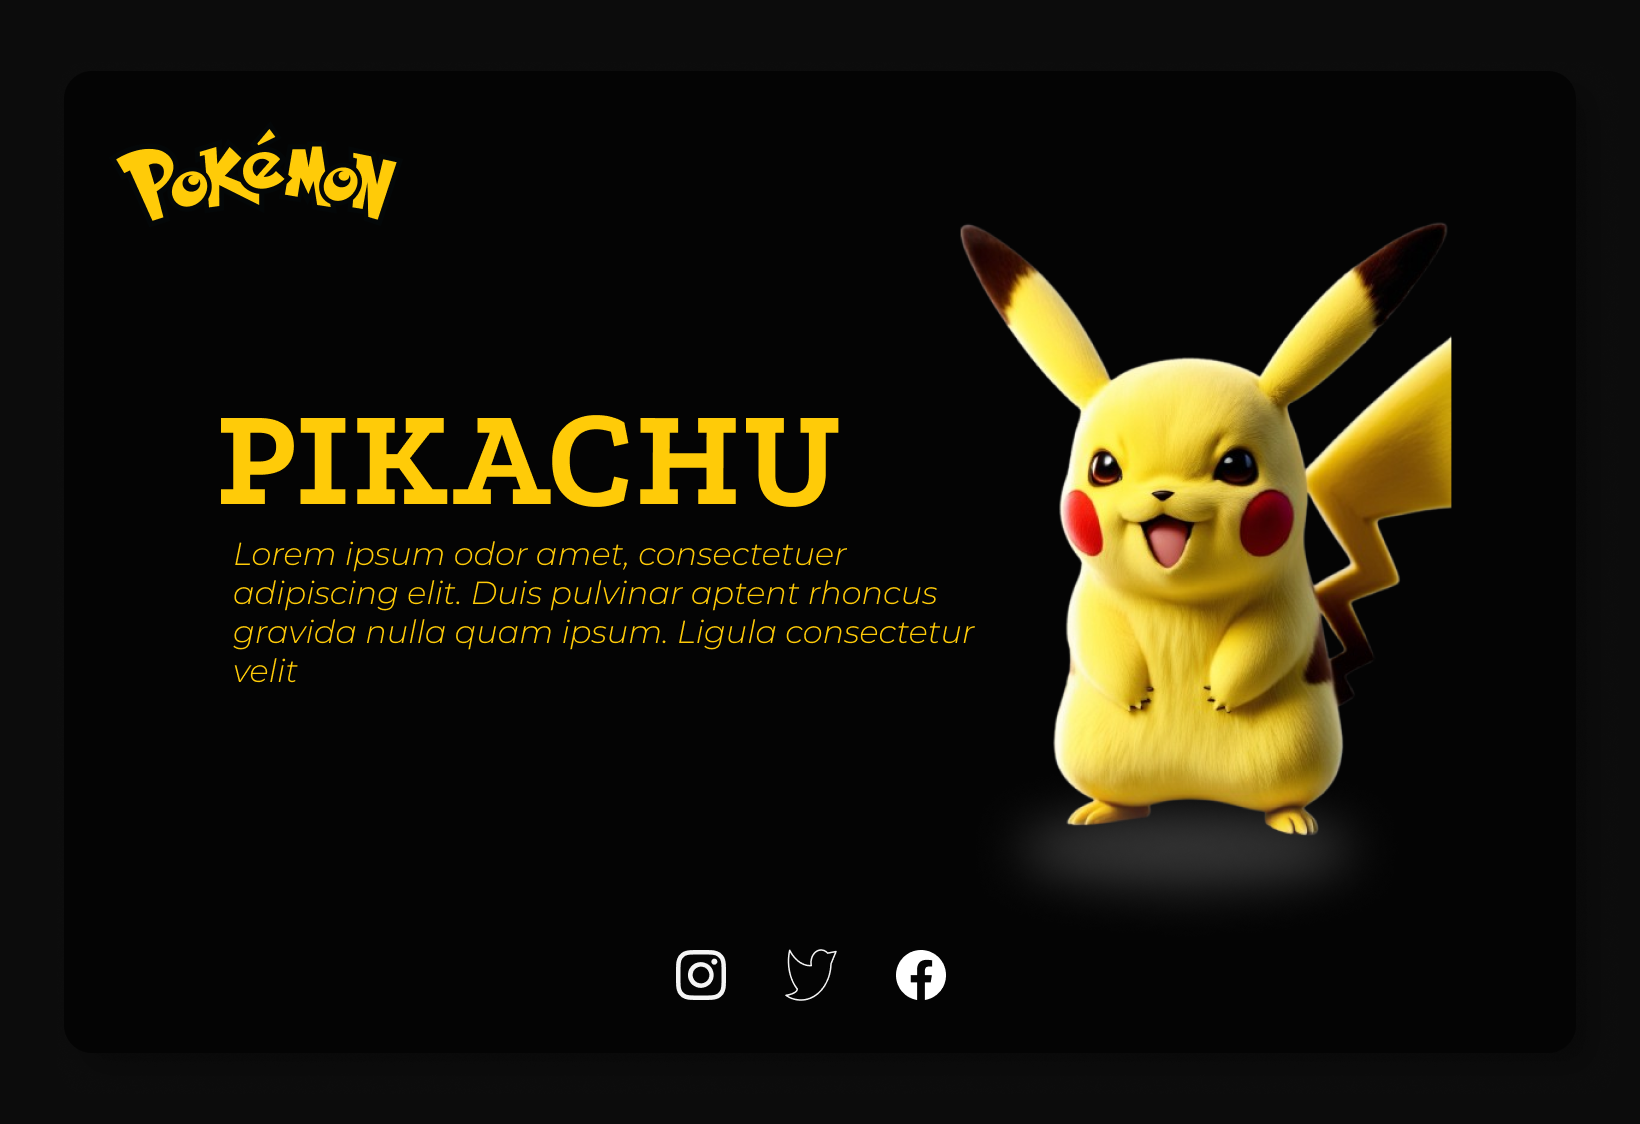 Pokémon
PIKACHU
Lorem ipsum odor amet, consectetuer
adipiscing elit. Duis pulvinar aptent rhoncus
gravida nulla quam ipsum. Ligula consectetur
velit